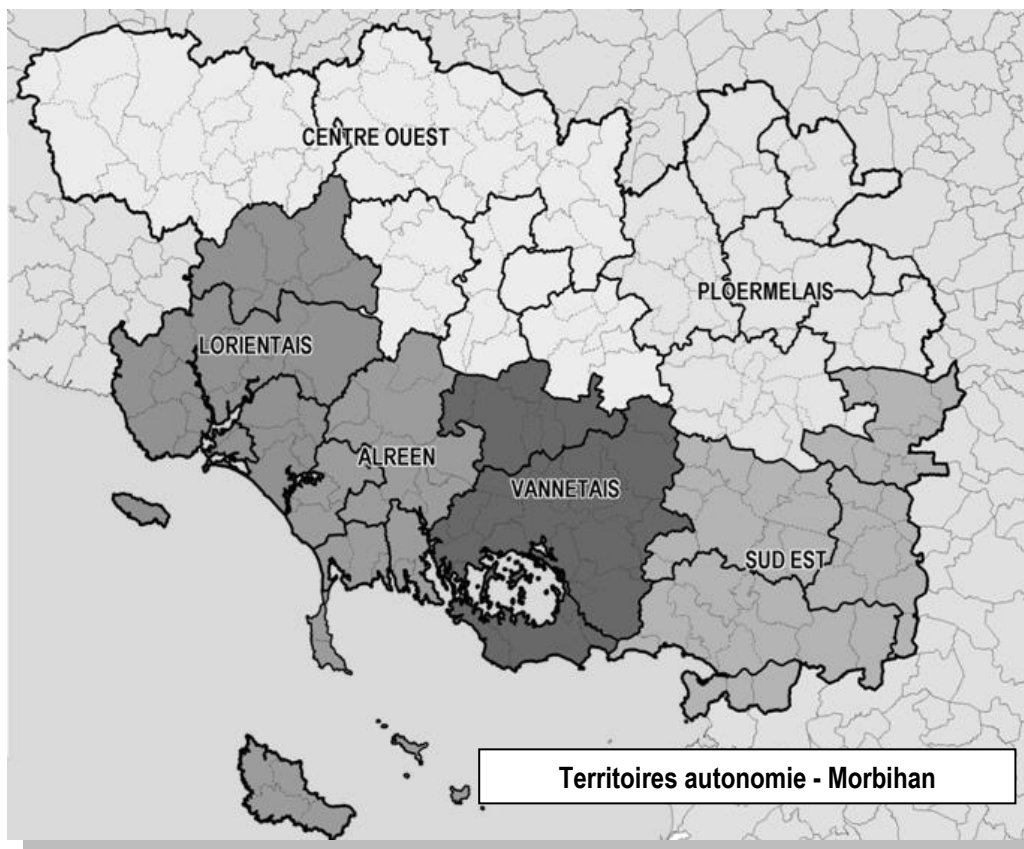 CENTRE OUEST
PLOERMELAIS
LORIENTAIS
ALREEN
VANNETAIS
SUD EST
Territoires autonomie - Morbihan